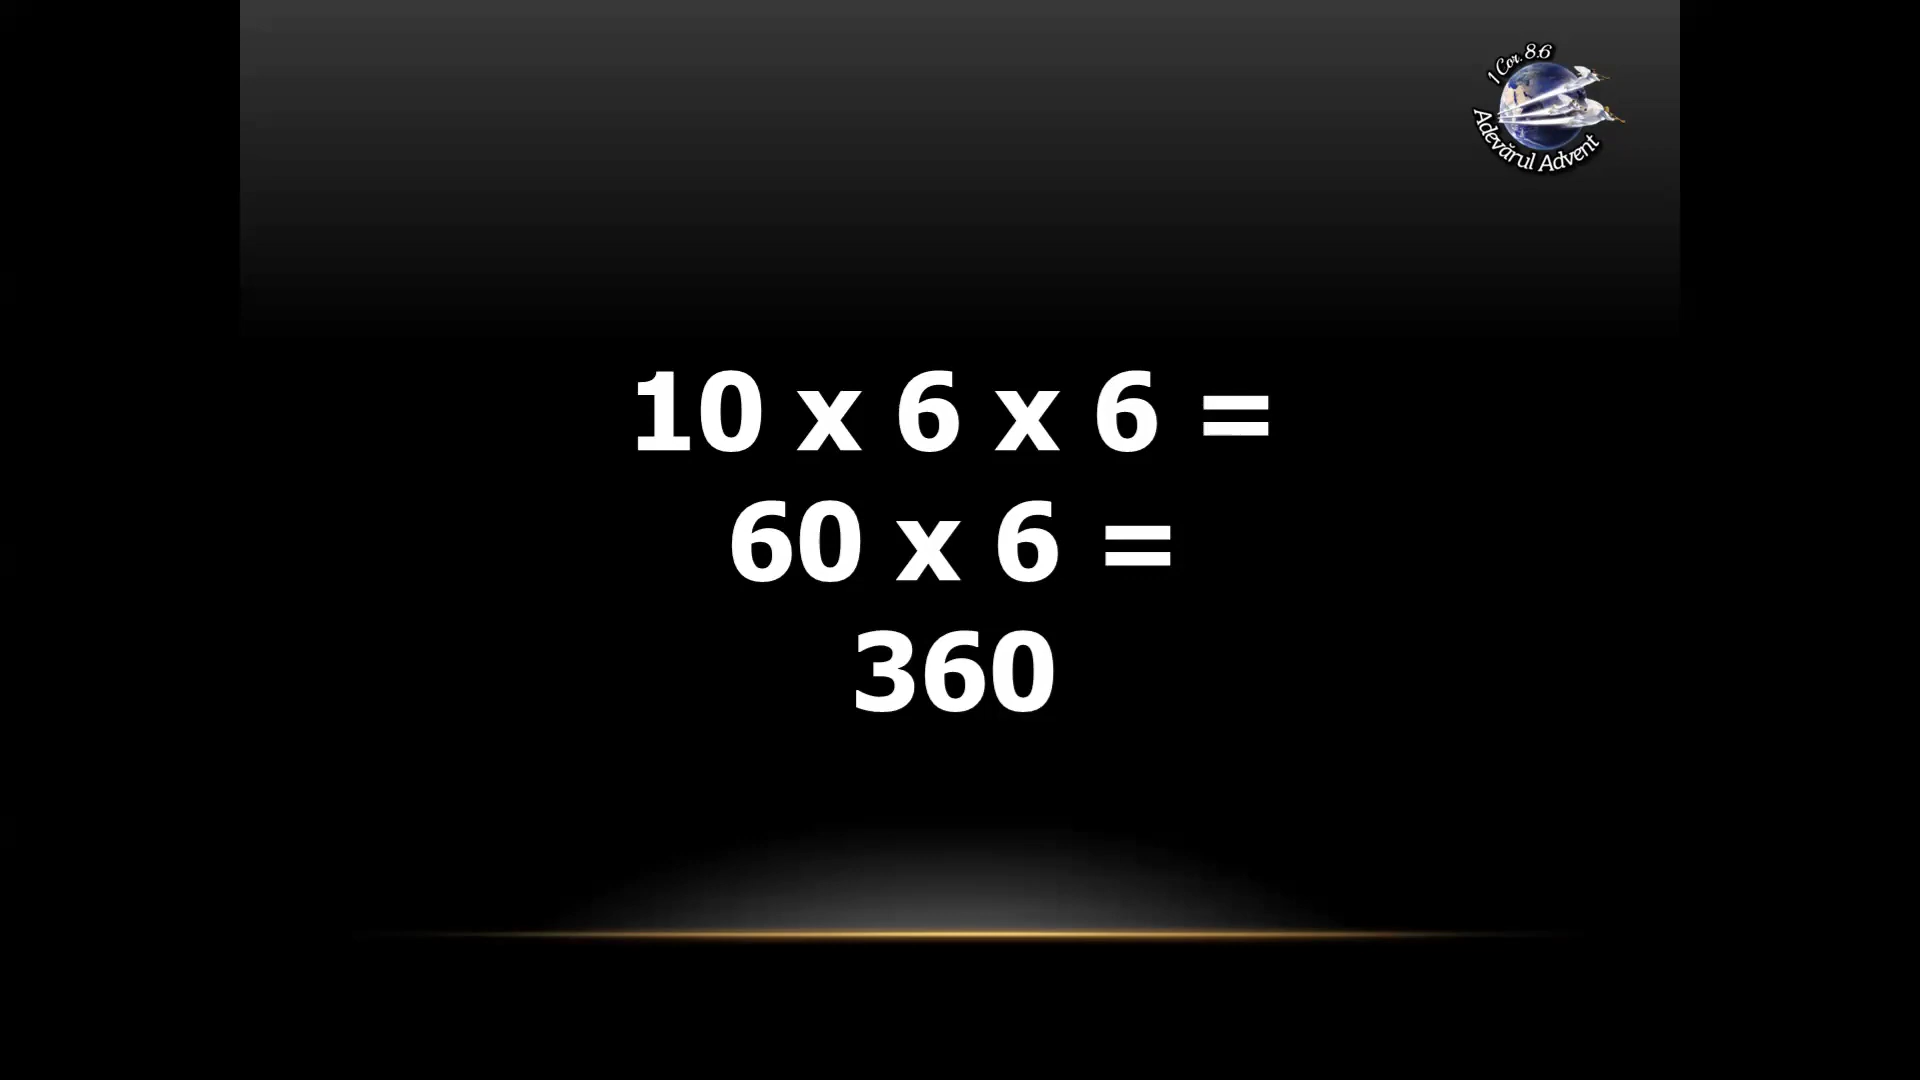 1 Cor. 8:6
Adevărul Advent
10 x 6 x 6 =
60 x 6 =
360